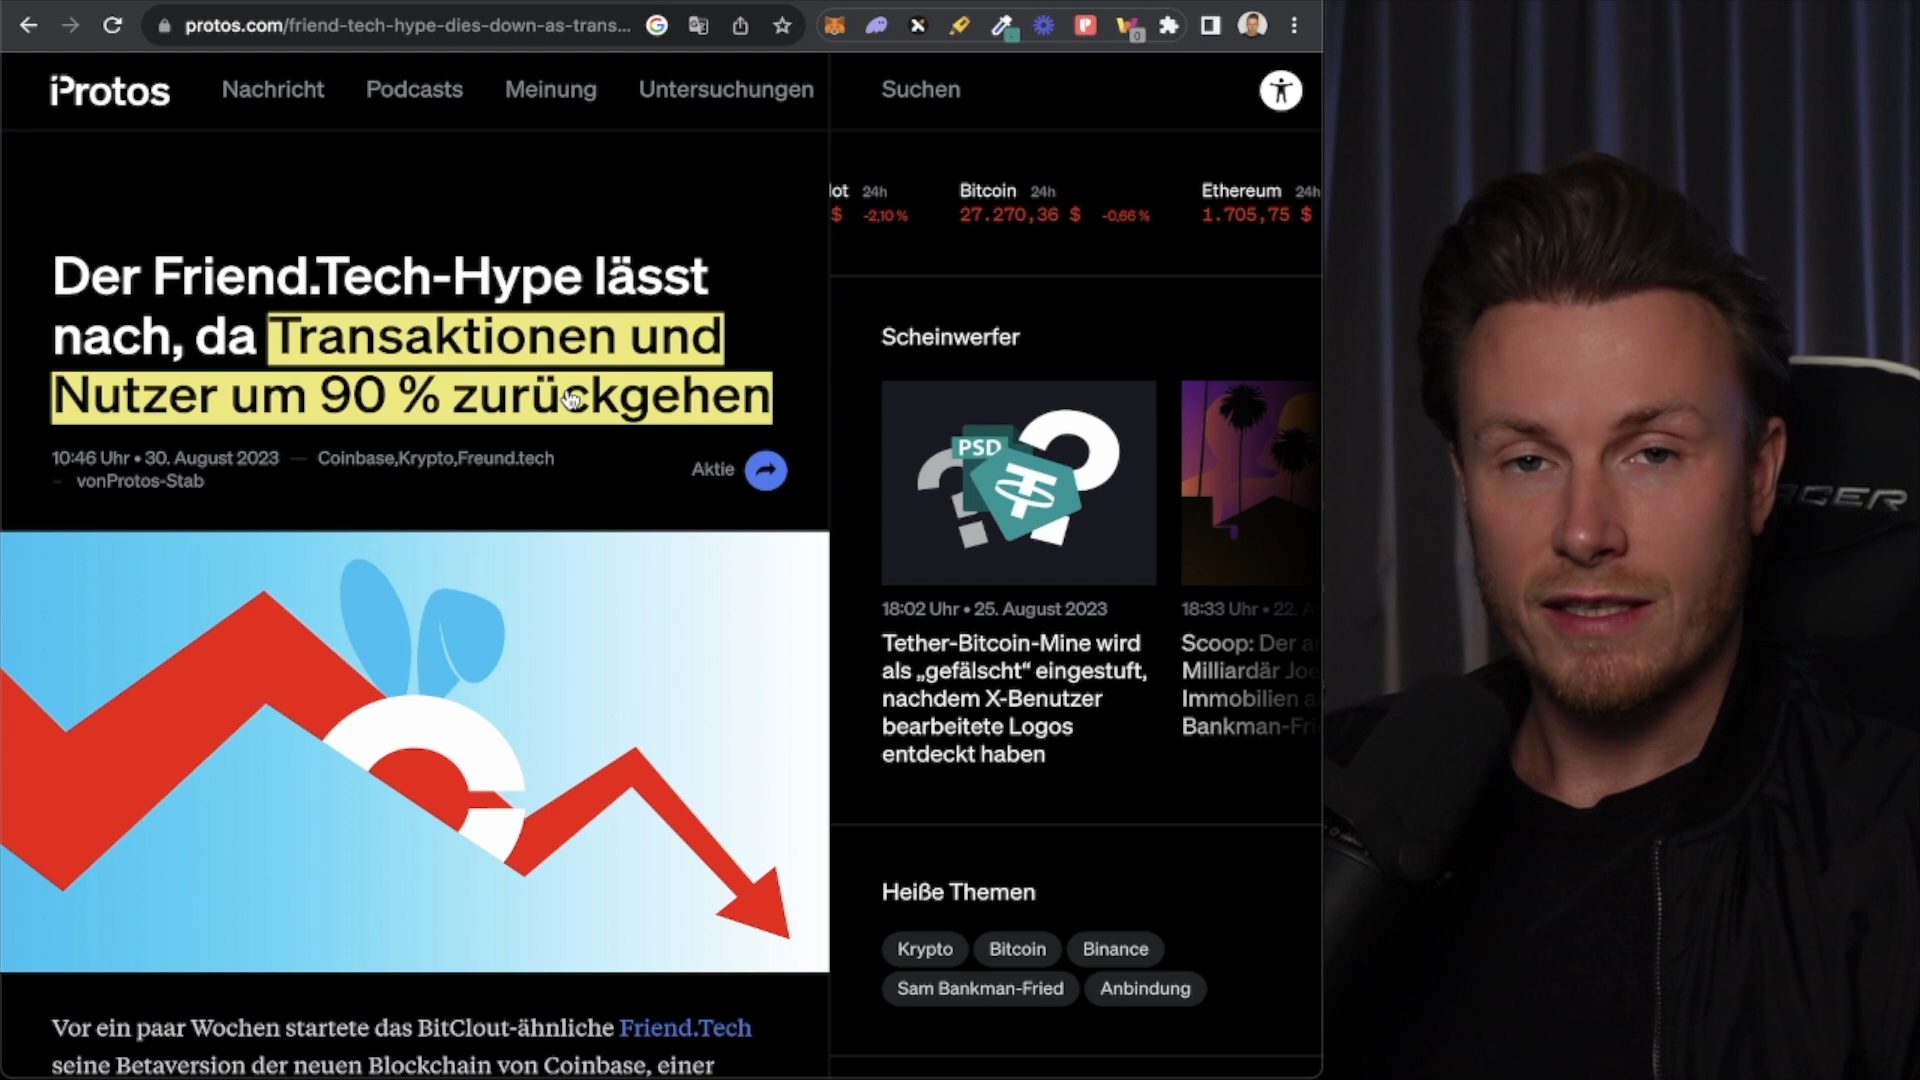 protos.com/friend-tech-hype-dies-down-as-trans...
Protos
Nachricht
Podcasts
Meinung
Untersuchungen
Suchen
lot 24h
$ -2,10 %
Bitcoin 24h
27.270,36 $ -0,66 %
Ethereum 24h
1.705,75 $
Der Friend.Tech-Hype lässt
nach, da Transaktionen und
Nutzer um 90 % zurückgehen
10:46 Uhr • 30. August 2023 — Coinbase,Krypto,Freund.tech
– vonProtos-Stab
Aktie
Scheinwerfer
PSD
18:02 Uhr • 25. August 2023
Tether-Bitcoin-Mine wird
als „gefälscht“ eingestuft,
nachdem X-Benutzer
bearbeitete Logos
entdeckt haben
18:33 Uhr • 22. A
Scoop: Der
Milliardär Joe
Immobilien
Bankman-Fri
Heiße Themen
Krypto
Bitcoin
Binance
Sam Bankman-Fried
Anbindung
Vor ein paar Wochen startete das BitClout-ähnliche Friend.Tech
seine Betaversion der neuen Blockchain von Coinbase, einer
ACER